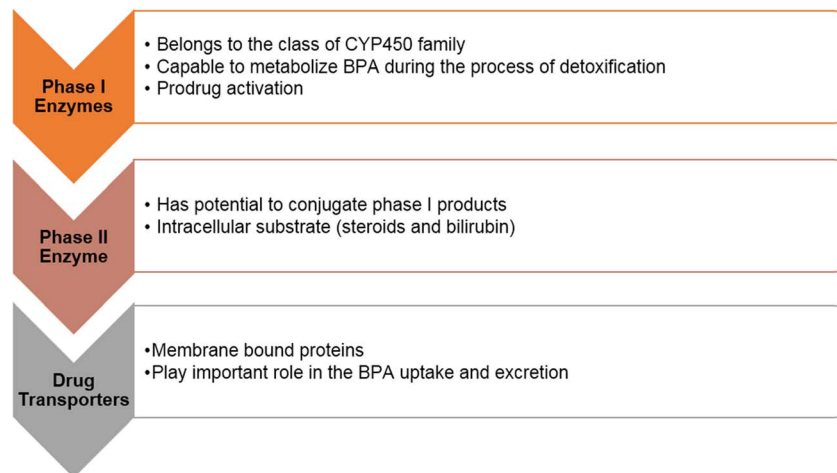 Phase I
Enzymes
• Belongs to the class of CYP450 family
• Capable to metabolize BPA during the process of detoxification
• Prodrug activation
Phase II
Enzyme
• Has potential to conjugate phase I products
• Intracellular substrate (steroids and bilirubin)
Drug
Transporters
•Membrane bound proteins
•Play important role in the BPA uptake and excretion